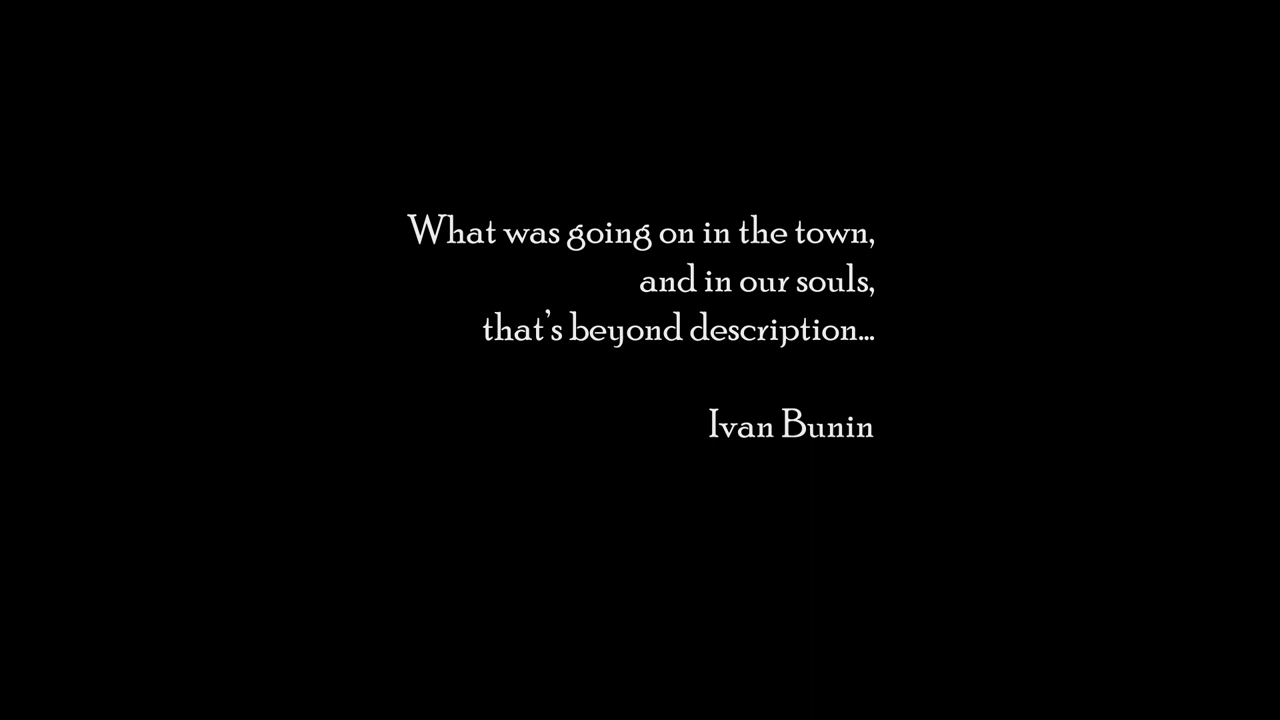 What was going on in the town,
and in our souls,
that's beyond description...
Ivan Bunin